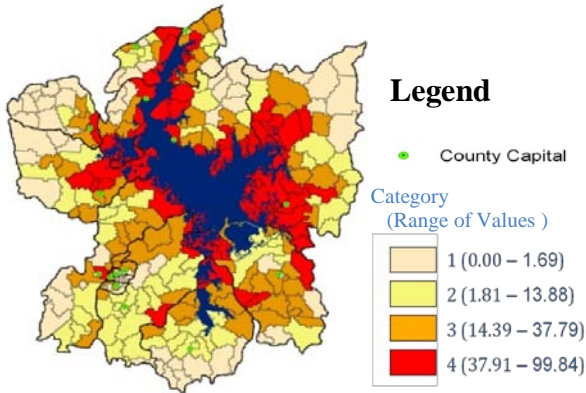 Legend
County Capital
Category
(Range of Values )
1 (0.00 – 1.69)
2 (1.81 – 13.88)
3 (14.39 – 37.79)
4 (37.91 – 99.84)